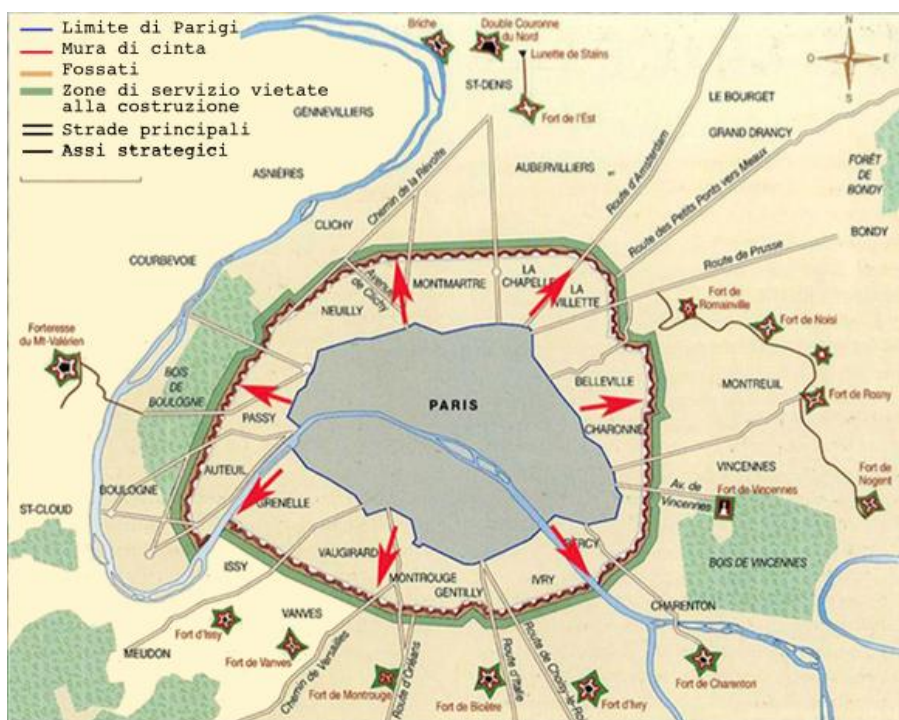 Limite di Parigi
Mura di cinta
Fossati
Zone di servizio vietate
alla costruzione
Strade principali
Assi strategici
Briche
Double Couronne
du Nord
Lunette de Stains
ST-DENIS
Fort de l'Est
N
O
E
S
GENNEVILLIERS
LE BOURGET
GRAND DRANCY
ASNIÈRES
AUBERVILLIERS
Chemin de la Révolte
Route d'Amsterdam
Route des Petits Ponts vers Meaux
FORÊT
DE
BONDY
CLICHY
BONDY
COURBEVOIE
Route de Prusse
Avenue
de Clichy
MONTMARTRE
LA
CHAPELLE
LA
VILLETTE
NEUILLY
Fort de
Romainville
Fort de Noisi
Forteresse
du Mt-Valérien
BOIS
DE
BOULOGNE
BELLEVILLE
MONTREUIL
Fort de Rosny
PARIS
PASSY
CHARONNE
AUTEUIL
BOULOGNE
VINCENNES
Fort de
Nogent
GRENELLE
Av. de
Vincennes
Fort de Vincennes
ST-CLOUD
VAUGIRARD
BERCY
BOIS DE VINCENNES
ISSY
MONTROUGE
IVRY
GENTILLY
VANVES
CHARENTON
MEUDON
Fort d'Issy
Fort de Vanves
Chemin de Versailles
Route d'Orléans
Route d'Italie
Route de Choisy-le-Roi
Fort de Montrouge
Fort de Bicêtre
Fort d'Ivry
Fort de Charenton